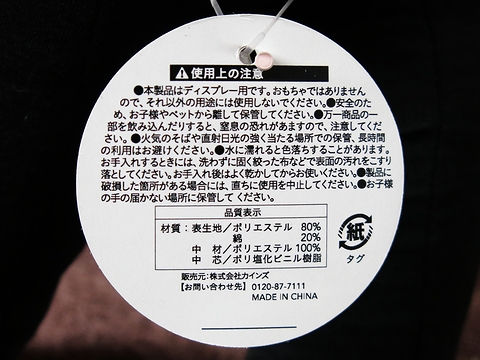 ⚠使用上の注意
●本製品はディスプレー用です。おもちゃではありません
ので、それ以外の用途には使用しないでください。●安全のた
め、お子様やペットから離して保管してください。●万一商品の一
部を飲み込んだりすると、窒息の恐れがありますので、注意してくだ
さい。●火気のそばや直射日光の強く当たる場所での保管、長時間
の利用はお避けください。●水に濡れると色落ちすることがあります。
お手入れするときには、洗わずに固く絞った布などで表面の汚れをこすり
落としてください。お手入れ後はよく乾かしてからお使いください。●製品に
破損した箇所がある場合には、直ちに使用を中止してください。●お子様
の手の届かない所に保管してください。
品質表示
材質:表生地/ポリエステル 80%
綿 20%
中 材/ポリエステル 100%
中 芯/ポリ塩化ビニル樹脂
紙
タグ
販売元:株式会社カインズ
【お問い合わせ先】 0120-87-7111
MADE IN CHINA